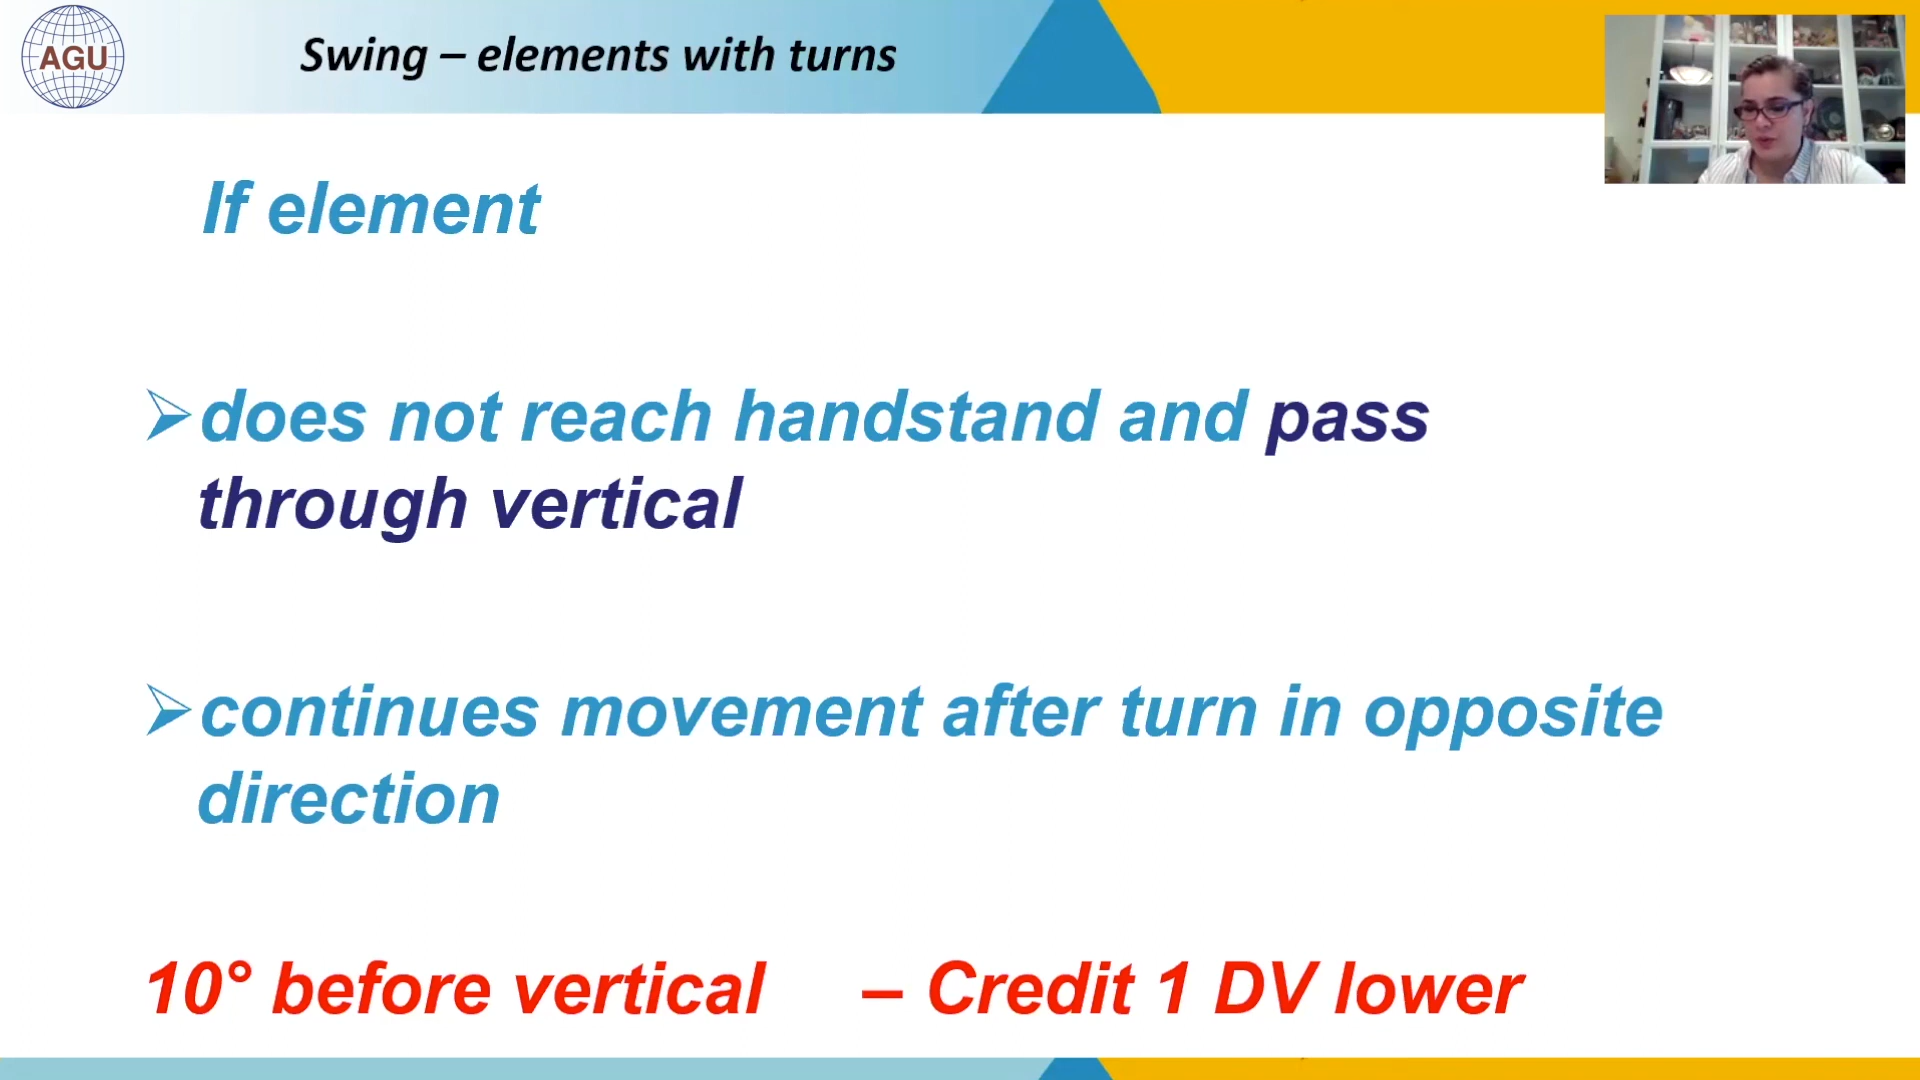 AGU
Swing – elements with turns
If element
does not reach handstand and pass
through vertical
continues movement after turn in opposite
direction
10° before vertical – Credit 1 DV lower